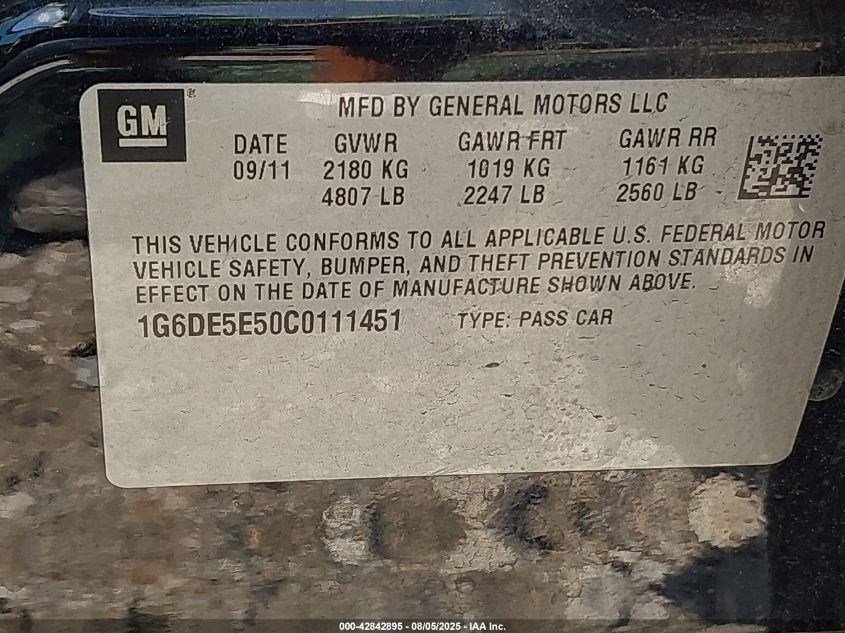 GM ®
MFD BY GENERAL MOTORS LLC
DATE GVWR GAWR FRT GAWR RR
09/11 2180 KG 1019 KG 1161 KG
4807 LB 2247 LB 2560 LB
THIS VEHICLE CONFORMS TO ALL APPLICABLE U.S. FEDERAL MOTOR
VEHICLE SAFETY, BUMPER, AND THEFT PREVENTION STANDARDS IN
EFFECT ON THE DATE OF MANUFACTURE SHOWN ABOVE.
1G6DE5E50C0111451 TYPE: PASS CAR
000-42842895 - 08/05/2025 - IAA Inc.